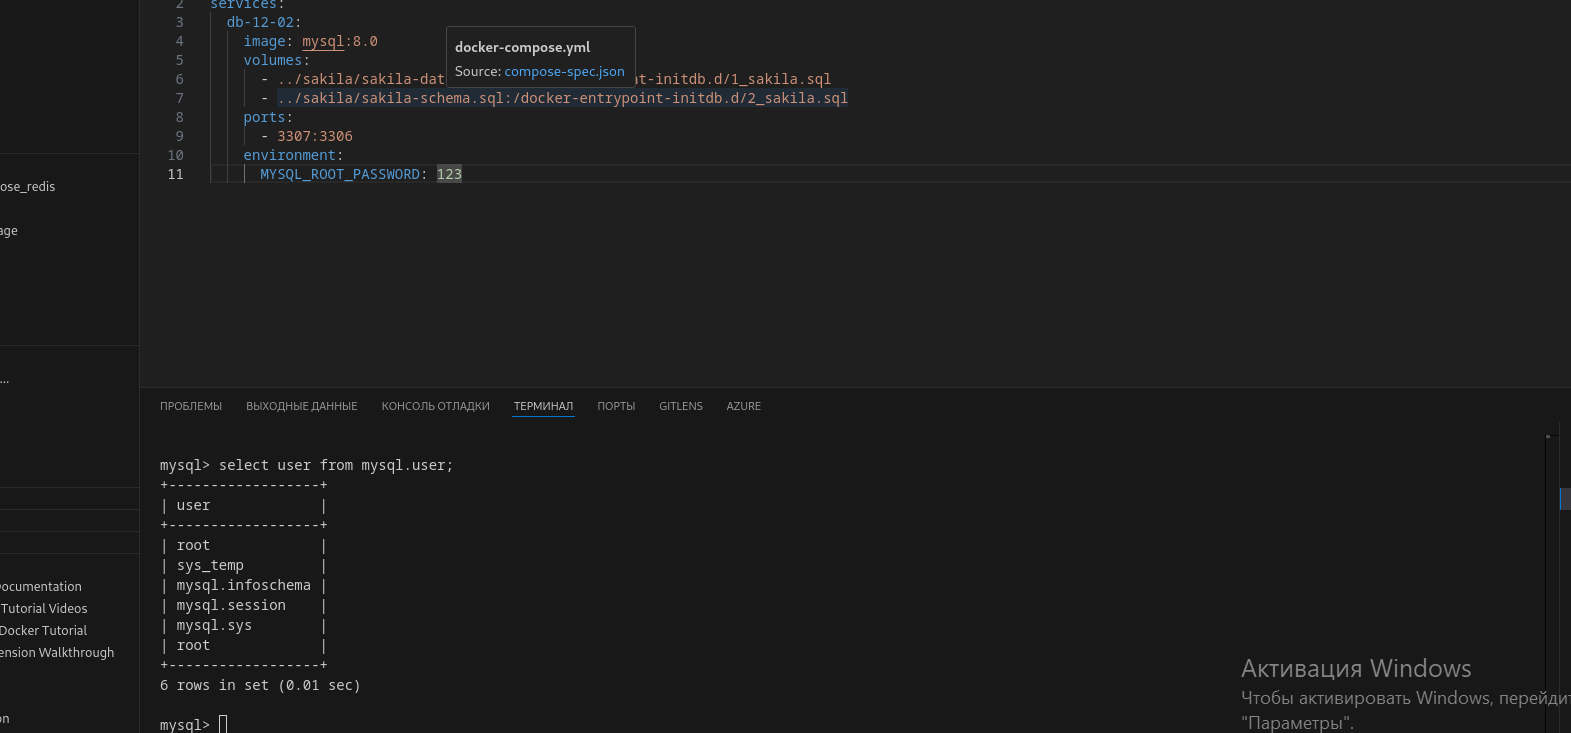 2 services:
3 db-12-02:
4 image: mysql:8.0
5 volumes:
6 - ../sakila/sakila-dat t-initdb.d/1_sakila.sql
7 - ../sakila/sakila-schema.sql:/docker-entrypoint-initdb.d/2_sakila.sql
8 ports:
9 - 3307:3306
10 environment:
11 MYSQL_ROOT_PASSWORD: 123
docker-compose.yml
Source: compose-spec.json
ose_redis
age
...
ocumentation
Tutorial Videos
Docker Tutorial
ension Walkthrough
on
ПРОБЛЕМЫ ВЫХОДНЫЕ ДАННЫЕ КОНСОЛЬ ОТЛАДКИ ТЕРМИНАЛ ПОРТЫ GITLENS AZURE
mysql> select user from mysql.user;
+------------------+
| user             |
+------------------+
| root             |
| sys_temp         |
| mysql.infoschema |
| mysql.session    |
| mysql.sys        |
| root             |
+------------------+
6 rows in set (0.01 sec)
mysql>
Активация Windows
Чтобы активировать Windows, перейдит
"Параметры".